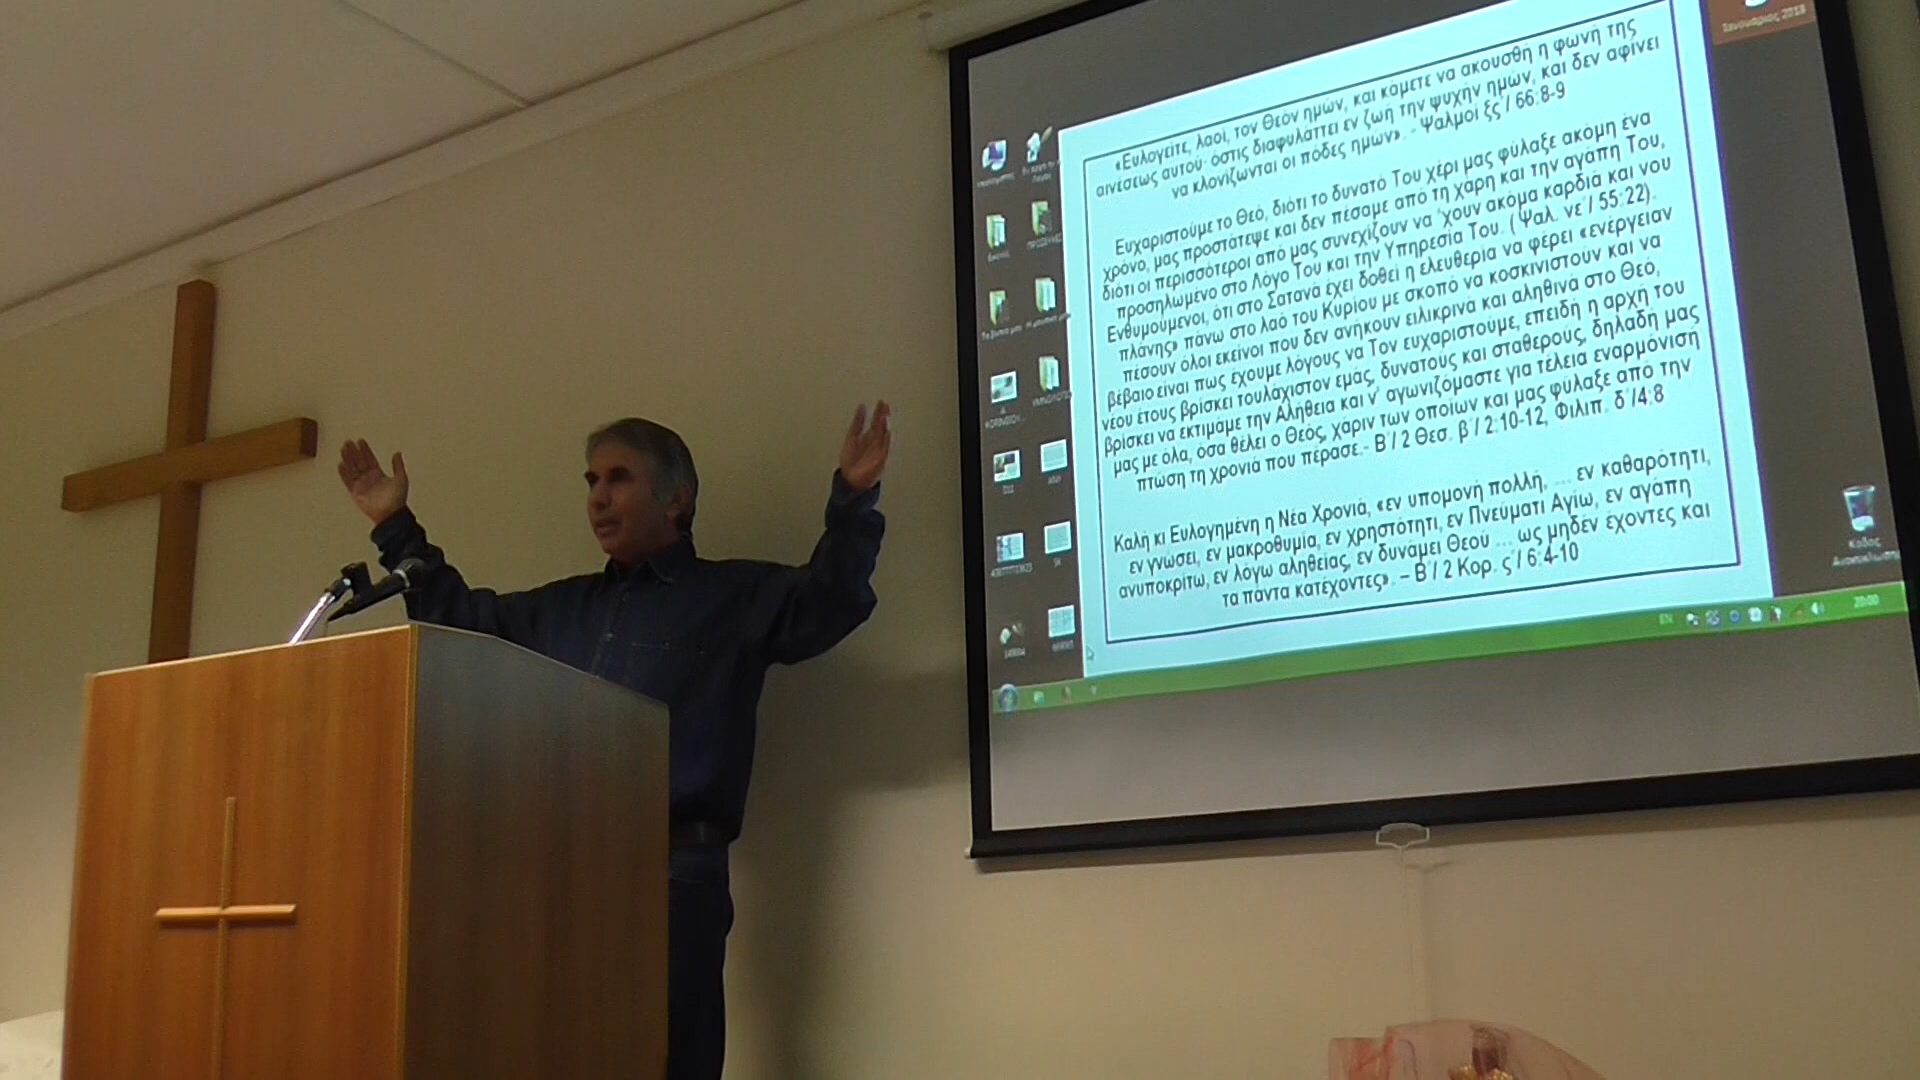 Ιανουάριος 2018
«Ευλογείτε, λαοί, τον Θεόν ημών, και κάμετε να ακουσθή η φωνή της
αινέσεως αυτού· όστις διαφυλάττει εν ζωή την ψυχήν ημών, και δεν αφίνει
να κλονίζωνται οι πόδες ημών». - Ψαλμοί ξς΄/ 66:8-9
Ευχαριστούμε το Θεό, διότι το δυνατό Του χέρι μας φύλαξε ακόμη ένα
χρόνο, μας προστάτεψε και δεν πέσαμε από τη χάρη και την αγάπη Του,
διότι οι περισσότεροι από μας συνεχίζουν να ’χουν ακόμα καρδιά και νου
προσηλωμένο στο Λόγο Του και την Υπηρεσία Του. ( Ψαλ. νε΄/ 55:22).
Ενθυμούμενοι, ότι στο Σατανά έχει δοθεί η ελευθερία να φέρει «ενέργειαν
πλάνης» πάνω στο λαό του Κυρίου με σκοπό να κοσκινιστούν και να
πέσουν όλοι εκείνοι που δεν ανήκουν ειλικρινά και αληθινά στο Θεό,
βέβαιο είναι πως έχουμε λόγους να Τον ευχαριστούμε, επειδή η αρχή του
νέου έτους βρίσκει τουλάχιστον εμάς, δυνατούς και σταθερούς, δηλαδή μας
βρίσκει να εκτιμάμε την Αλήθεια και ν’ αγωνιζόμαστε για τέλεια εναρμόνισή
μας με όλα, όσα θέλει ο Θεός, χάριν των οποίων και μας φύλαξε από την
πτώση τη χρονιά που πέρασε.- Β΄/ 2 Θεσ. β΄/ 2:10-12, Φιλιπ. δ΄/4:8
Καλή κι Ευλογημένη η Νέα Χρονιά, «εν υπομονή πολλή, ... εν καθαρότητι,
εν γνώσει, εν μακροθυμία, εν χρηστότητι, εν Πνεύματι Αγίω, εν αγάπη
ανυποκρίτω, εν λόγω αληθείας, εν δυνάμει Θεού ... ως μηδέν έχοντες και
τα πάντα κατέχοντες». – Β΄/ 2 Κορ. ς΄/ 6:4-10
Κάδος
EN
20:00